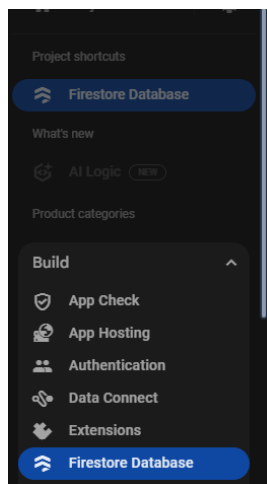 Project shortcuts
Firestore Database
What's new
AI Logic NEW
Product categories
Build
App Check
App Hosting
Authentication
Data Connect
Extensions
Firestore Database